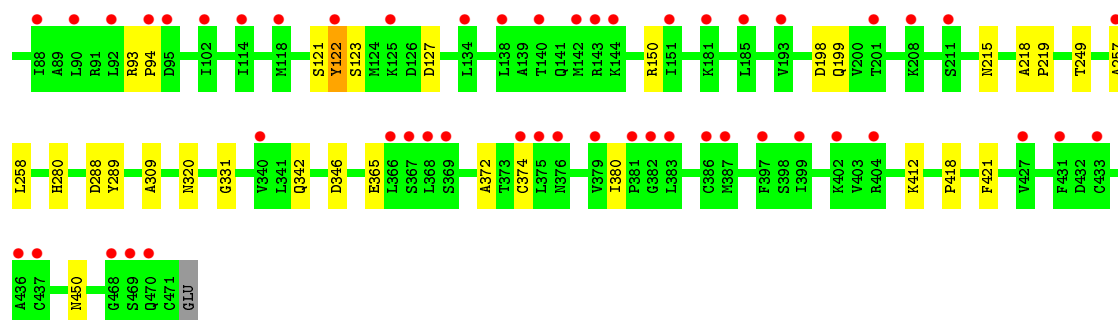 I88 A89 L90 R91 L92 R93 P94 D95 I102 I114 M118 S121 Y122 S123 M124 K125 D126 D127 L134 L138 A139 T140 Q141 M142 R143 K144 R150 I151 K181 L185 V193 D198 Q199 V200 T201 K208 S211 N215 A218 P219 T249 A257
L258 H280 D288 Y289 A309 N320 G331 V340 L341 Q342 D346 E365 L366 S367 L368 S369 A372 T373 C374 L375 N376 V379 I380 P381 G382 L383 C386 M387 F397 S398 I399 K402 V403 R404 K412 P418 F421 V427 F431 D432 C433
A436 C437 N450 G468 S469 Q470 C471 GLU